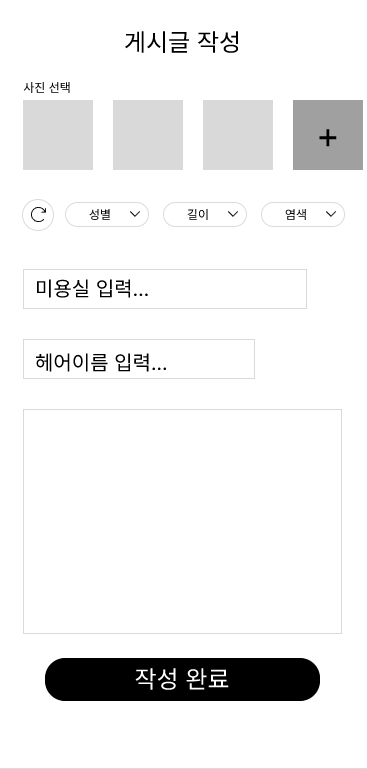 게시글 작성
사진 선택
+
성별 길이 염색
미용실 입력...
헤어이름 입력...
작성 완료